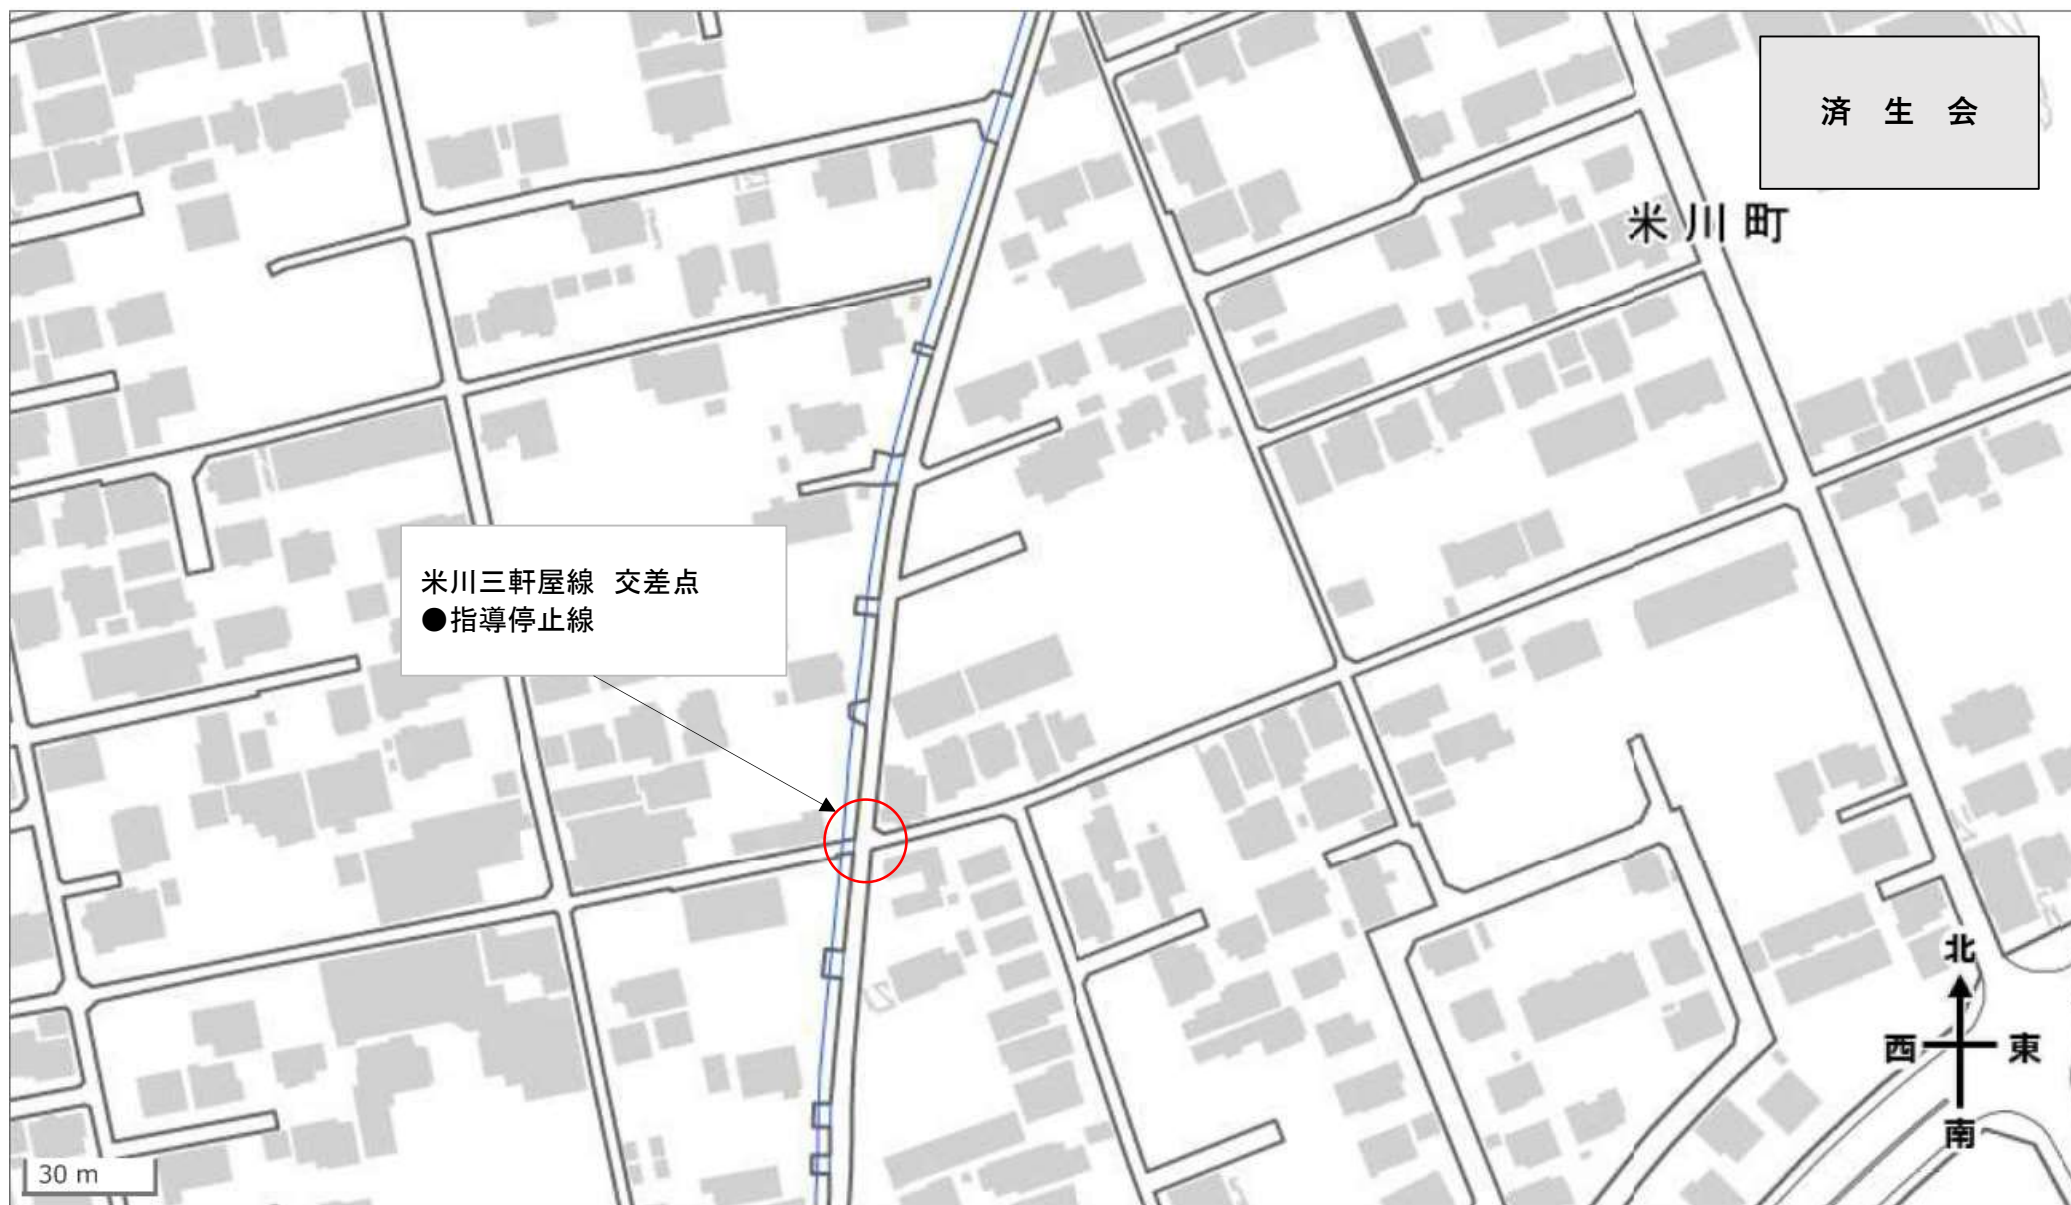 済 生 会
米川町
米川三軒屋線 交差点
●指導停止線
北
西 東
南
30 m